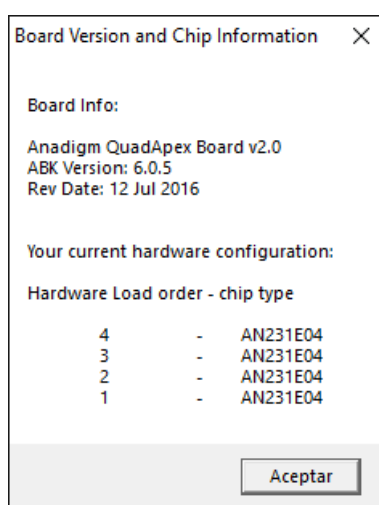 Board Version and Chip Information
Board Info:
Anadigm QuadApex Board v2.0
ABK Version: 6.0.5
Rev Date: 12 Jul 2016
Your current hardware configuration:
Hardware Load order - chip type
4 - AN231E04
3 - AN231E04
2 - AN231E04
1 - AN231E04
Aceptar